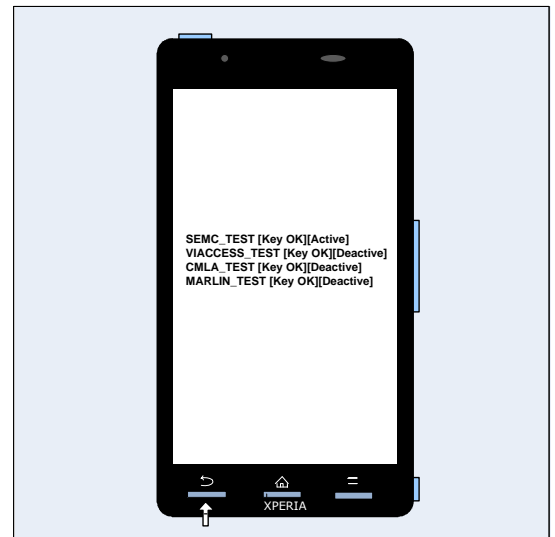 SEMC_TEST [Key OK][Active]
VIACCESS_TEST [Key OK][Deactive]
CMLA_TEST [Key OK][Deactive]
MARLIN_TEST [Key OK][Deactive]
XPERIA